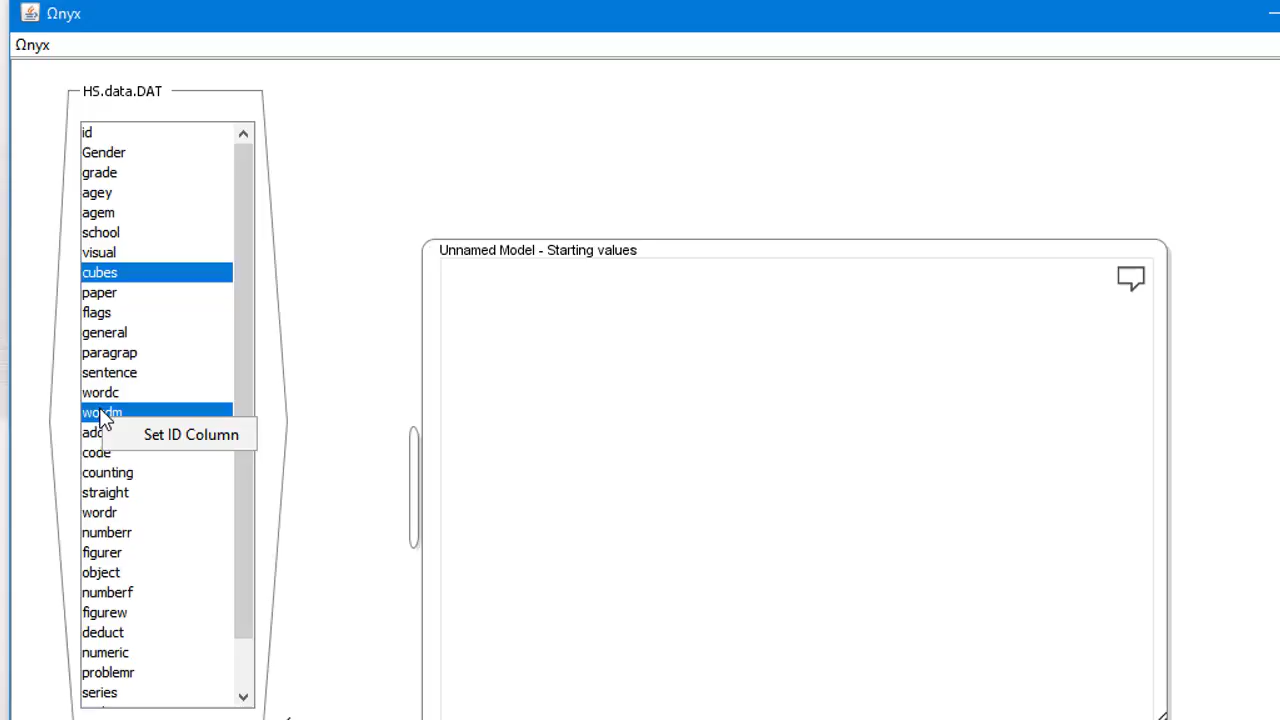 Ωnyx
Ωnyx
HS.data.DAT
id
Gender
grade
agey
agem
school
visual
cubes
paper
flags
general
paragrap
sentence
wordc
wordm
Set ID Column
code
counting
straight
wordr
numberr
figurer
object
numberf
figurew
deduct
numeric
problemr
series
Unnamed Model - Starting values